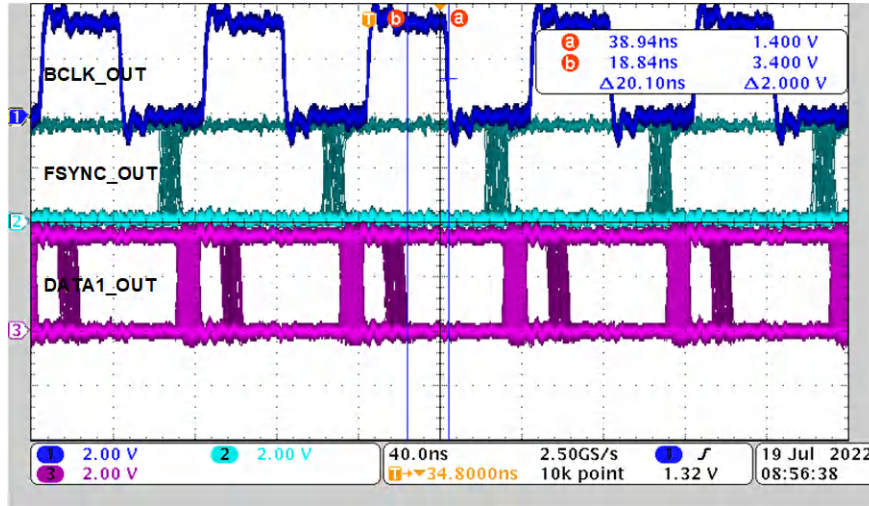 T b a
a 38.94ns 1.400 V
b 18.84ns 3.400 V
Δ20.10ns Δ2.000 V
BCLK_OUT
1
FSYNC_OUT
2
DATA1_OUT
3
1 2.00 V 2 2.00 V 40.0ns 2.50GS/s 1 19 Jul 2022
3 2.00 V T→▼34.8000ns 10k point 1.32 V 08:56:38